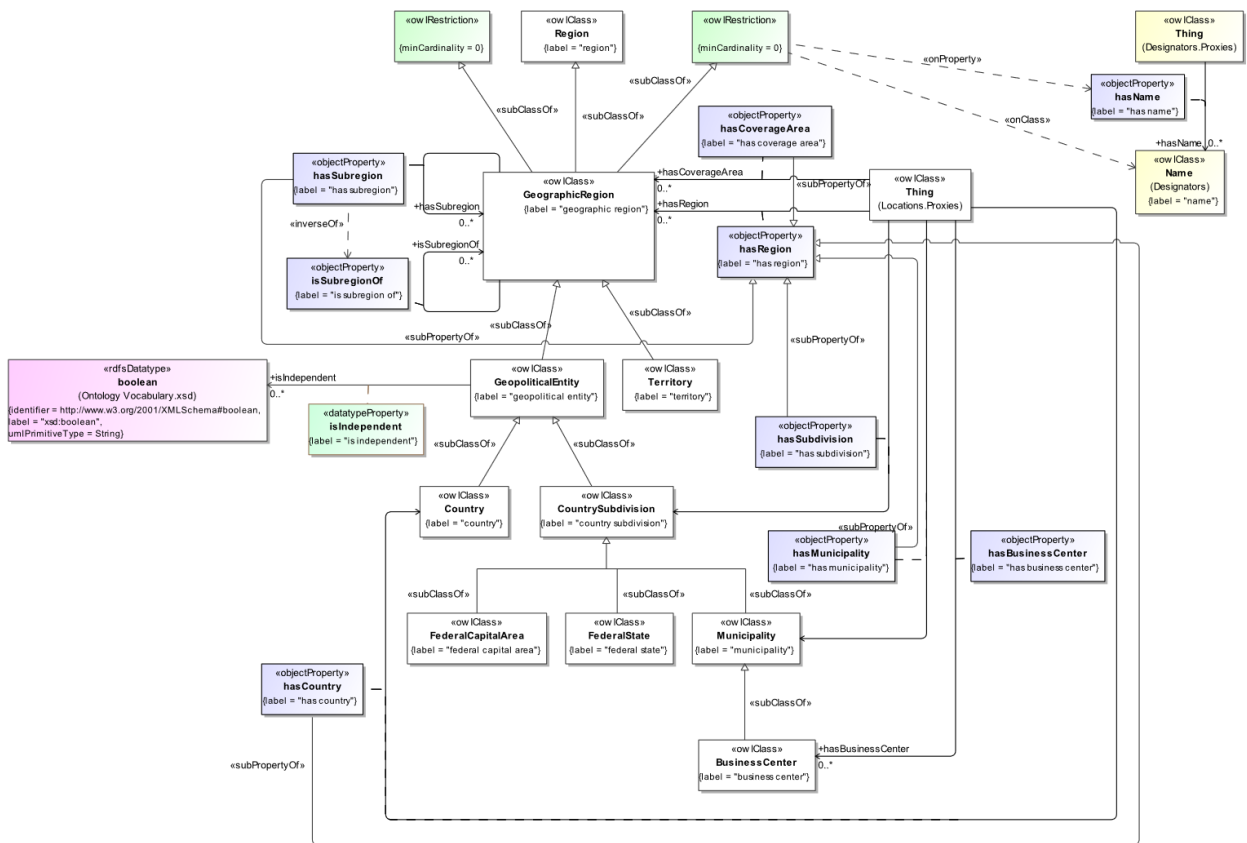 «owlRestriction»
{minCardinality = 0}
«owlClass»
Region
{label = "region"}
«owlRestriction»
{minCardinality = 0}
«owlClass»
Thing
(Designators.Proxies)
«onProperty»
«objectProperty»
hasName
{label = "has name"}
«subClassOf»
«subClassOf»
«subClassOf»
«onClass»
«objectProperty»
hasCoverageArea
{label = "has coverage area"}
+hasName
0..*
«owlClass»
Name
(Designators)
{label = "name"}
«objectProperty»
hasSubregion
{label = "has subregion"}
+hasSubregion
0..*
«owlClass»
GeographicRegion
{label = "geographic region"}
+hasCoverageArea
0..*
«subPropertyOf»
+hasRegion
0..*
«owlClass»
Thing
(Locations.Proxies)
«inverseOf»
+isSubregionOf
0..*
«objectProperty»
isSubregionOf
{label = "is subregion of"}
«objectProperty»
hasRegion
{label = "has region"}
«subClassOf»
«subClassOf»
«subPropertyOf»
«subPropertyOf»
«rdfsDatatype»
boolean
(Ontology Vocabulary.xsd)
{identifier = http://www.w3.org/2001/XMLSchema#boolean,
label = "xsd:boolean",
umlPrimitiveType = String}
+isIndependent
0..*
«owlClass»
GeopoliticalEntity
{label = "geopolitical entity"}
«owlClass»
Territory
{label = "territory"}
«datatypeProperty»
isIndependent
{label = "is independent"}
«objectProperty»
hasSubdivision
{label = "has subdivision"}
«subClassOf»
«subClassOf»
«owlClass»
Country
{label = "country"}
«owlClass»
CountrySubdivision
{label = "country subdivision"}
«subPropertyOf»
«objectProperty»
hasMunicipality
{label = "has municipality"}
«objectProperty»
hasBusinessCenter
{label = "has business center"}
«subClassOf»
«subClassOf»
«subClassOf»
«owlClass»
FederalCapitalArea
{label = "federal capital area"}
«owlClass»
FederalState
{label = "federal state"}
«owlClass»
Municipality
{label = "municipality"}
«objectProperty»
hasCountry
{label = "has country"}
«subClassOf»
«owlClass»
BusinessCenter
{label = "business center"}
+hasBusinessCenter
0..*
«subPropertyOf»